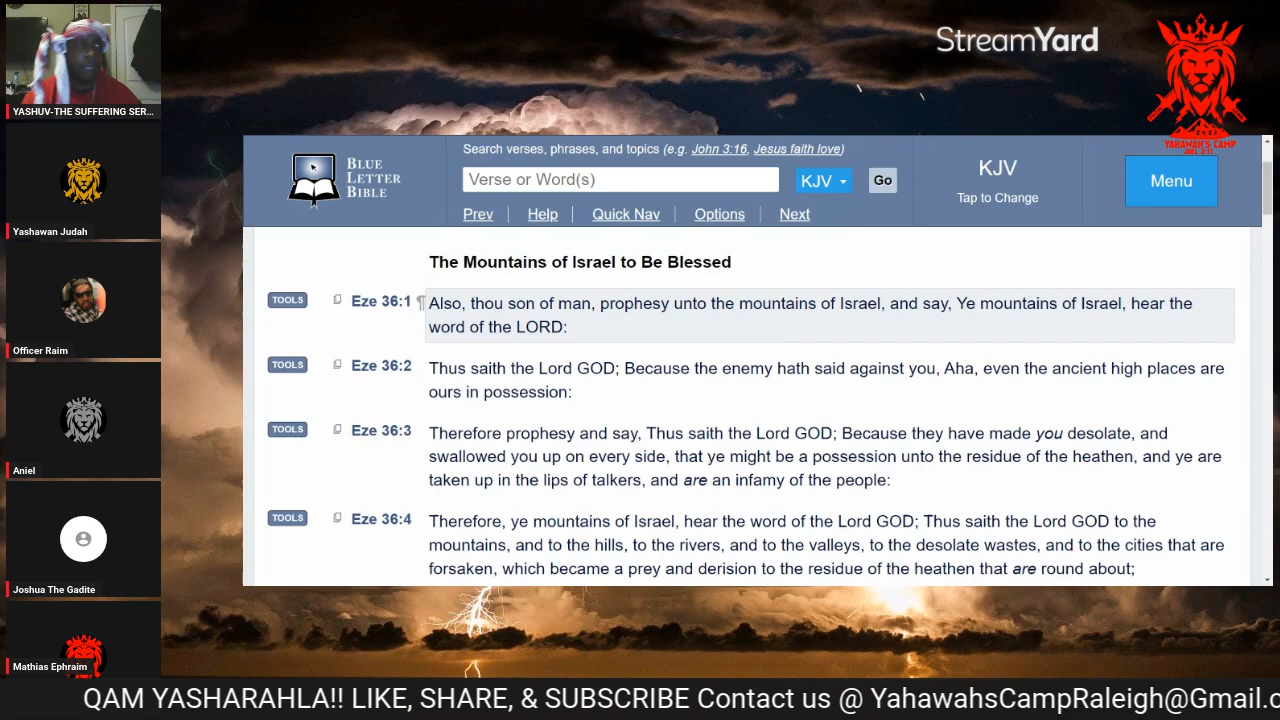 StreamYard
YAHAWAH'S CAMP
JOEL 2:11
YASHUV-THE SUFFERING SER...
Yashawan Judah
Officer Raim
Aniel
Joshua The Gadite
Mathias Ephraim
BLUE
LETTER
BIBLE
Search verses, phrases, and topics (e.g. John 3:16, Jesus faith love)
Verse or Word(s)
KJV
Go
Prev
Help
Quick Nav
Options
Next
KJV
Tap to Change
Menu
The Mountains of Israel to Be Blessed
TOOLS Eze 36:1 ¶ Also, thou son of man, prophesy unto the mountains of Israel, and say, Ye mountains of Israel, hear the
word of the LORD:
TOOLS Eze 36:2 Thus saith the Lord GOD; Because the enemy hath said against you, Aha, even the ancient high places are
ours in possession:
TOOLS Eze 36:3 Therefore prophesy and say, Thus saith the Lord GOD; Because they have made you desolate, and
swallowed you up on every side, that ye might be a possession unto the residue of the heathen, and ye are
taken up in the lips of talkers, and are an infamy of the people:
TOOLS Eze 36:4 Therefore, ye mountains of Israel, hear the word of the Lord GOD; Thus saith the Lord GOD to the
mountains, and to the hills, to the rivers, and to the valleys, to the desolate wastes, and to the cities that are
forsaken, which became a prey and derision to the residue of the heathen that are round about;
QAM YASHARAHLA!! LIKE, SHARE, & SUBSCRIBE Contact us @ YahawahsCampRaleigh@Gmail.c